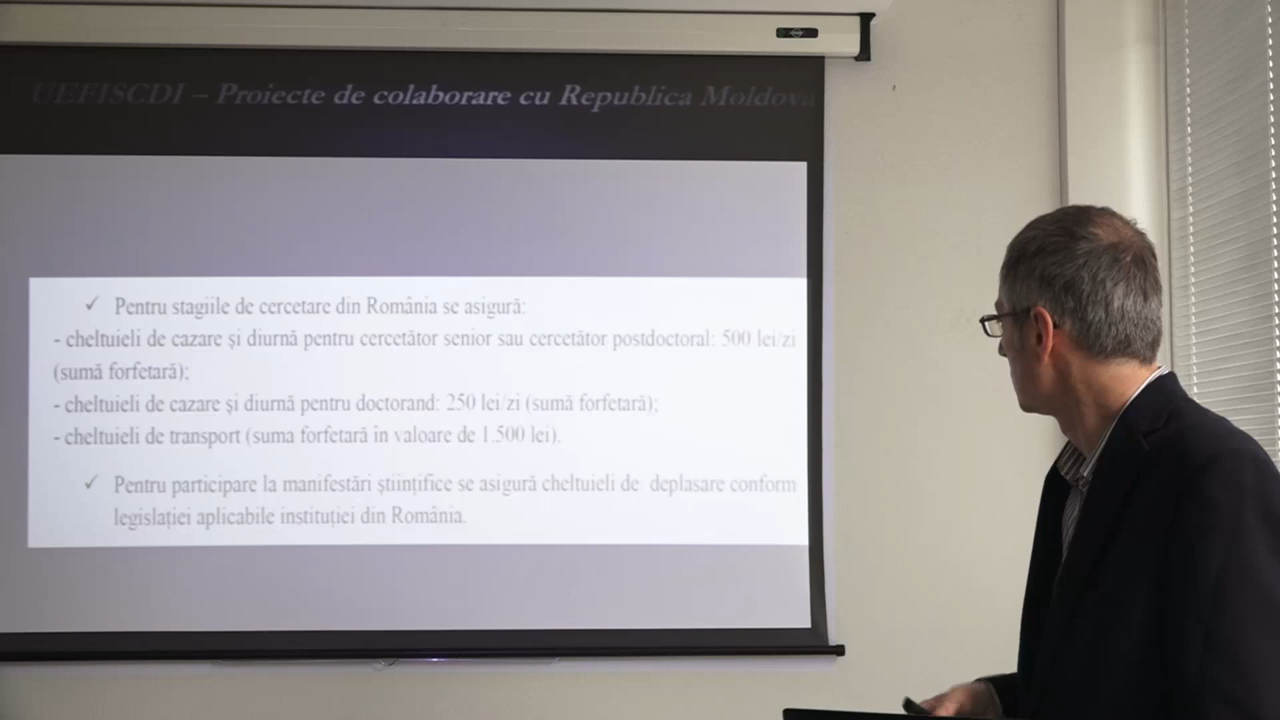 UEFISCDI – Proiecte de colaborare cu Republica Moldova
✓ Pentru stagiile de cercetare din România se asigură:
- cheltuieli de cazare și diurnă pentru cercetător senior sau cercetător postdoctoral: 500 lei/zi
(sumă forfetară);
- cheltuieli de cazare și diurnă pentru doctorand: 250 lei/zi (sumă forfetară);
- cheltuieli de transport (suma forfetară in valoare de 1.500 lei).
✓ Pentru participare la manifestări științifice se asigură cheltuieli de deplasare conform
legislației aplicabile instituției din România.